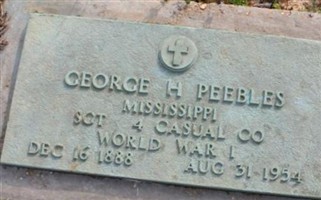 GEORGE H PEEBLES
MISSISSIPPI
SGT 4 CASUAL CO
WORLD WAR I
DEC 16 1888 AUG 31 1954